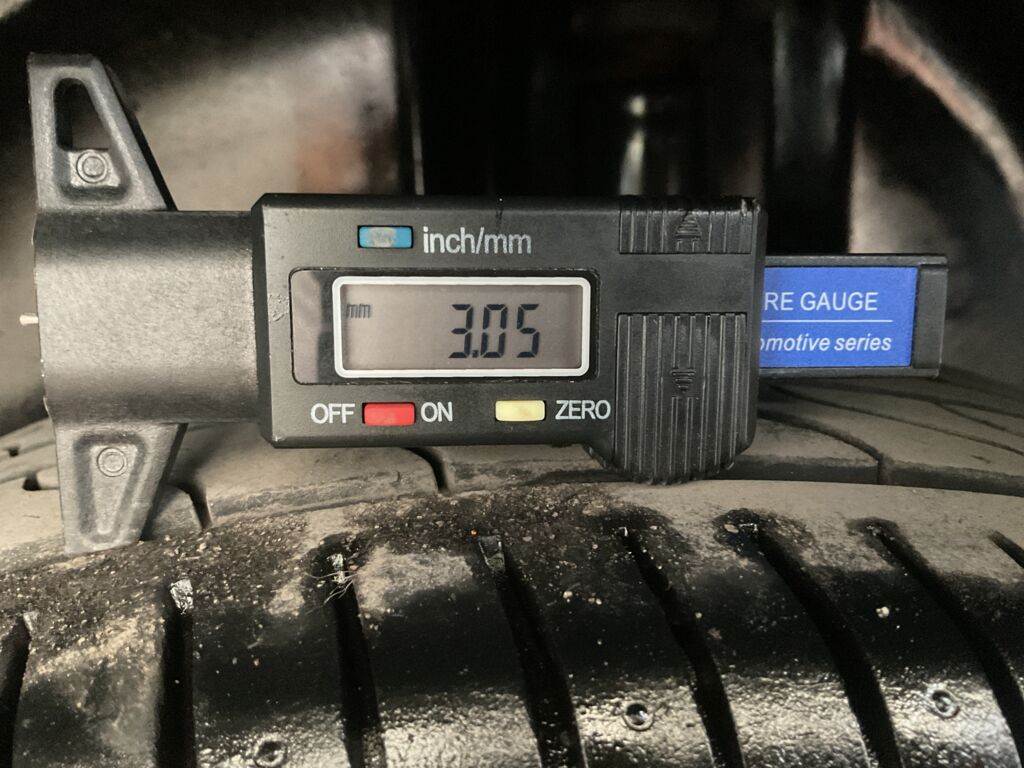 inch/mm
mm 3.05
OFF ON ZERO
RE GAUGE
omotive series